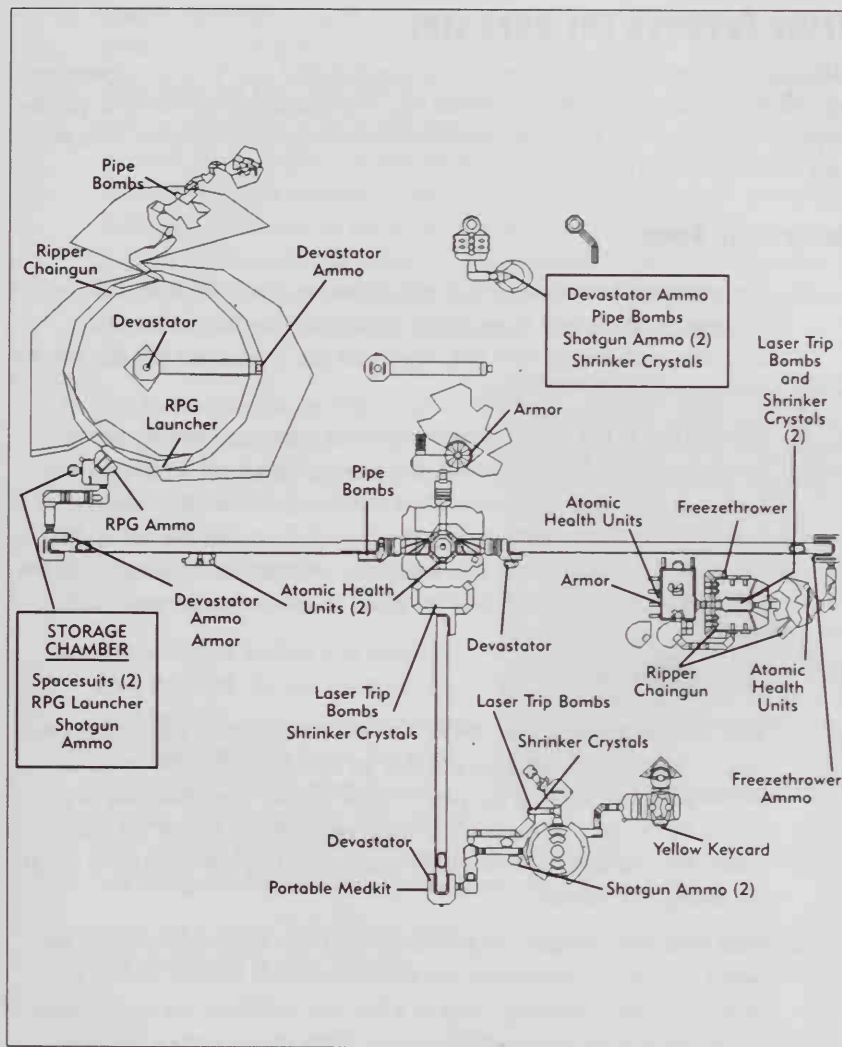 Pipe
Bombs
Ripper
Chaingun
Devastator
Ammo
Devastator
RPG
Launcher
RPG Ammo
Devastator Ammo
Pipe Bombs
Shotgun Ammo (2)
Shrinker Crystals
Laser Trip
Bombs
and
Shrinker
Crystals
(2)
Armor
Pipe
Bombs
Atomic
Health Units
Freezethrower
Armor
Devastator
Ammo
Armor
Atomic Health
Units (2)
Devastator
Ripper
Chaingun
Atomic
Health
Units
STORAGE
CHAMBER
Spacesuits (2)
RPG Launcher
Shotgun
Ammo
Laser Trip
Bombs
Shrinker Crystals
Laser Trip Bombs
Shrinker Crystals
Freezethrower
Ammo
Devastator
Portable Medkit
Yellow Keycard
Shotgun Ammo (2)